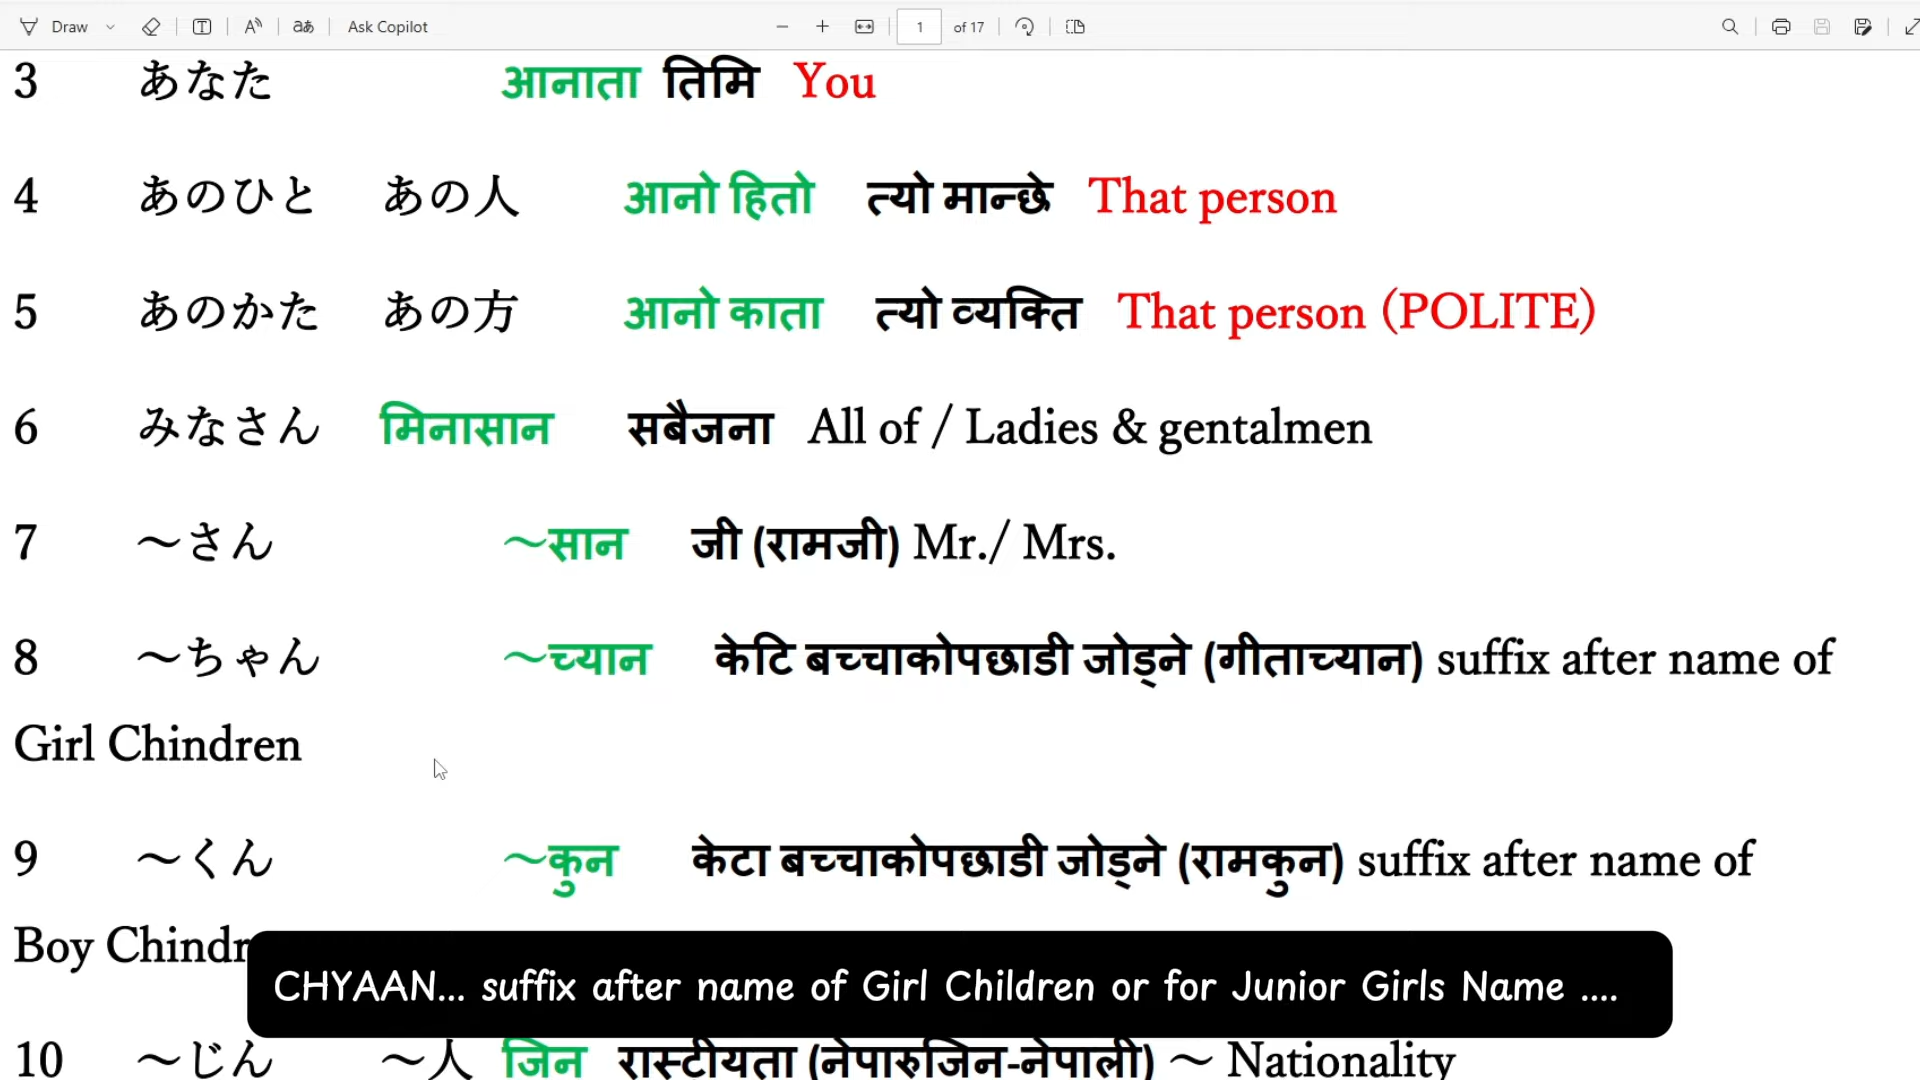 Draw Ask Copilot 1 of 17
3 あなた आनाता तिमि You
4 あのひと あの人 आनो हितो त्यो मान्छे That person
5 あのかた あの方 आनो काता त्यो व्यक्ति That person (POLITE)
6 みなさん मिनासान सबैजना All of / Ladies & gentalmen
7 ～さん ～सान जी (रामजी) Mr./ Mrs.
8 ～ちゃん ～च्यान केटि बच्चाकोपछाडी जोड्ने (गीताच्यान) suffix after name of
Girl Chindren
9 ～くん ～कुन केटा बच्चाकोपछाडी जोड्ने (रामकुन) suffix after name of
Boy Chindr
CHYAAN... suffix after name of Girl Children or for Junior Girls Name ....
10 ～じん ～人 जिन रास्टीयता (नेपारुजिन-नेपाली) ～ Nationality